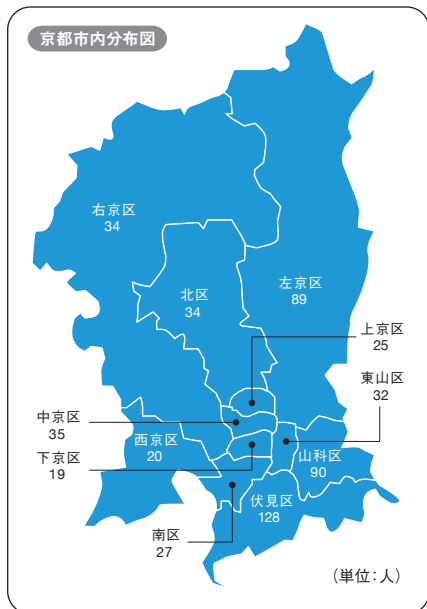 京都市内分布図
右京区
34
北区
34
左京区
89
上京区
25
東山区
32
中京区
35
西京区
20
下京区
19
山科区
90
伏見区
128
南区
27
(単位:人)